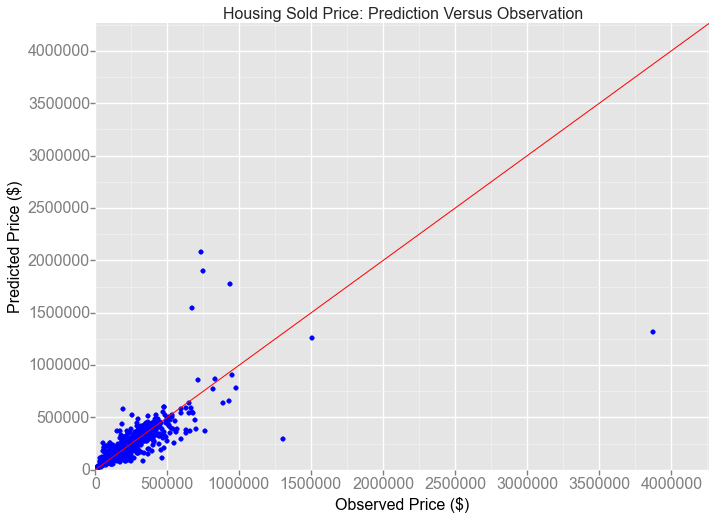 Housing Sold Price: Prediction Versus Observation
4000000
3500000
3000000
2500000
2000000
1500000
1000000
500000
0
Predicted Price ($)
0 500000 1000000 1500000 2000000 2500000 3000000 3500000 4000000
Observed Price ($)